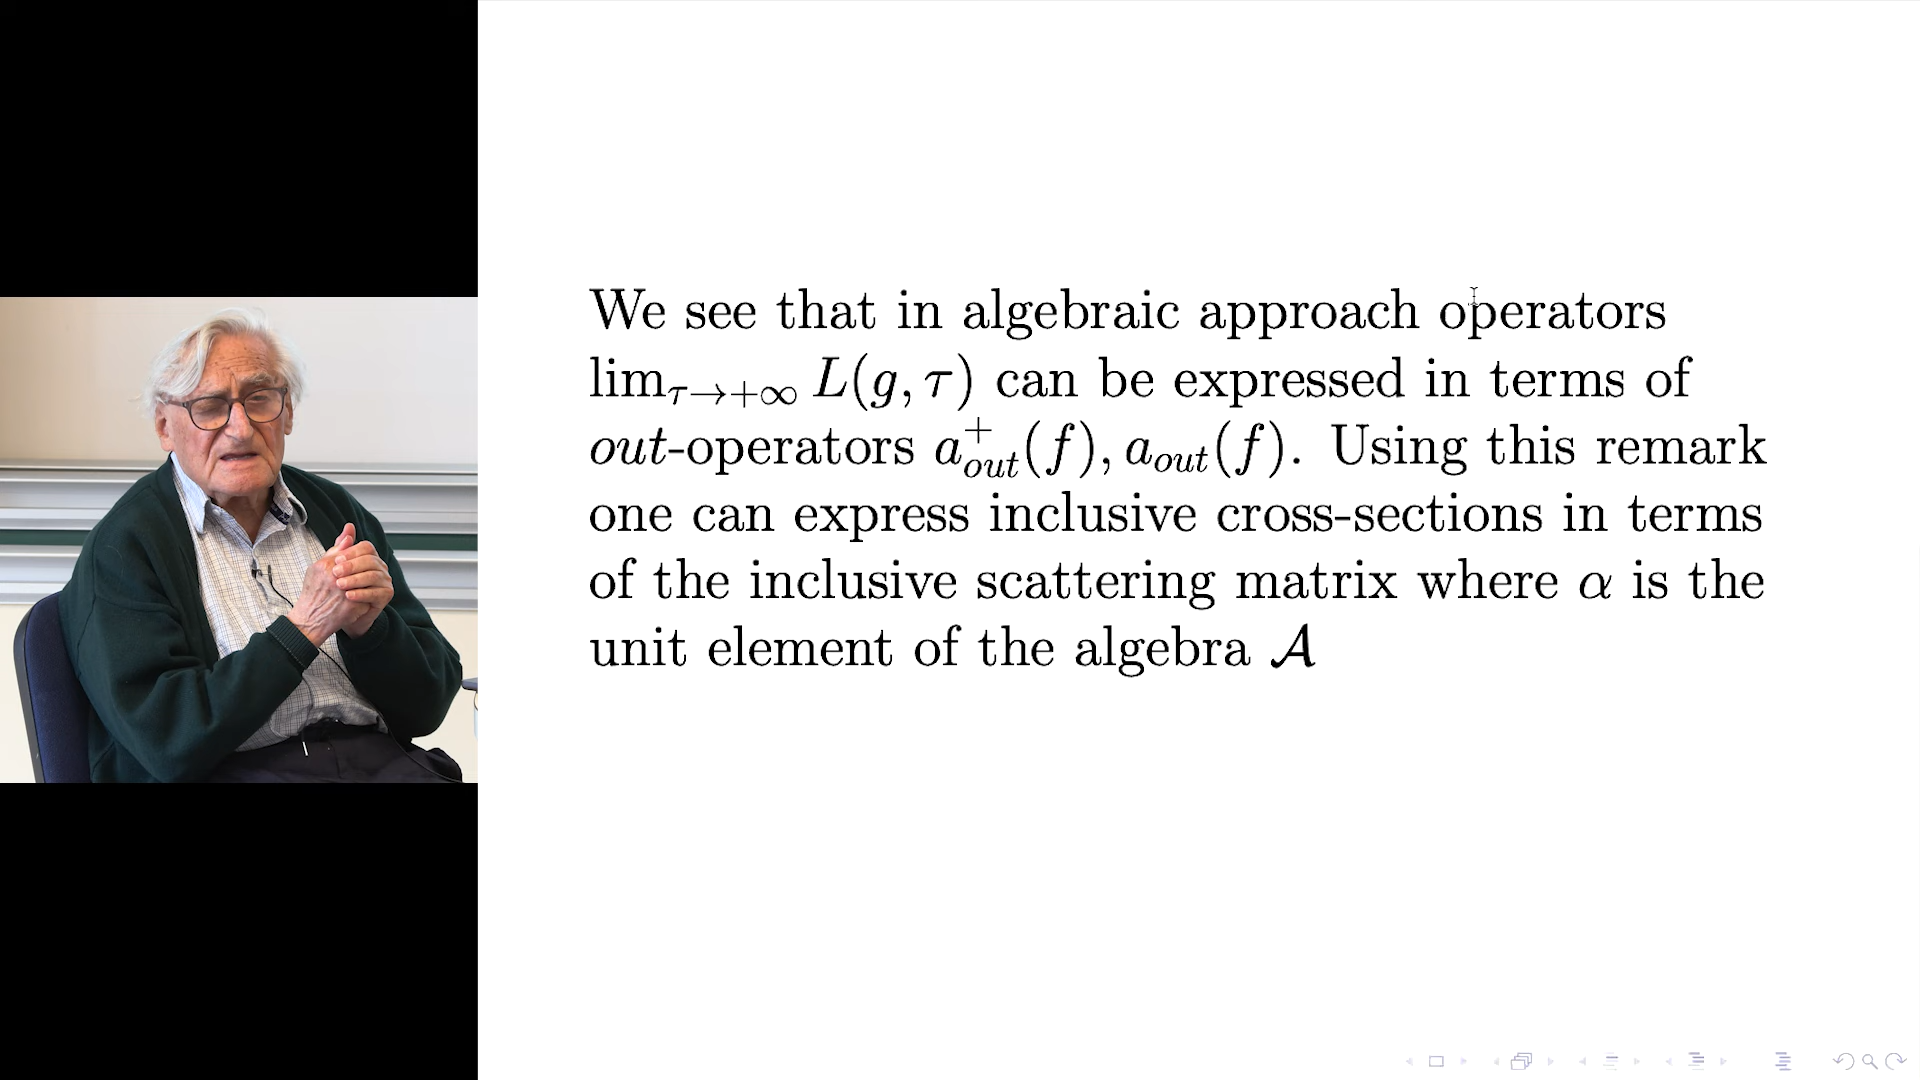 We see that in algebraic approach operators
lim_{τ→+∞} L(g, τ) can be expressed in terms of
out-operators a^+_{out}(f), a_{out}(f). Using this remark
one can express inclusive cross-sections in terms
of the inclusive scattering matrix where α is the
unit element of the algebra 𝒜